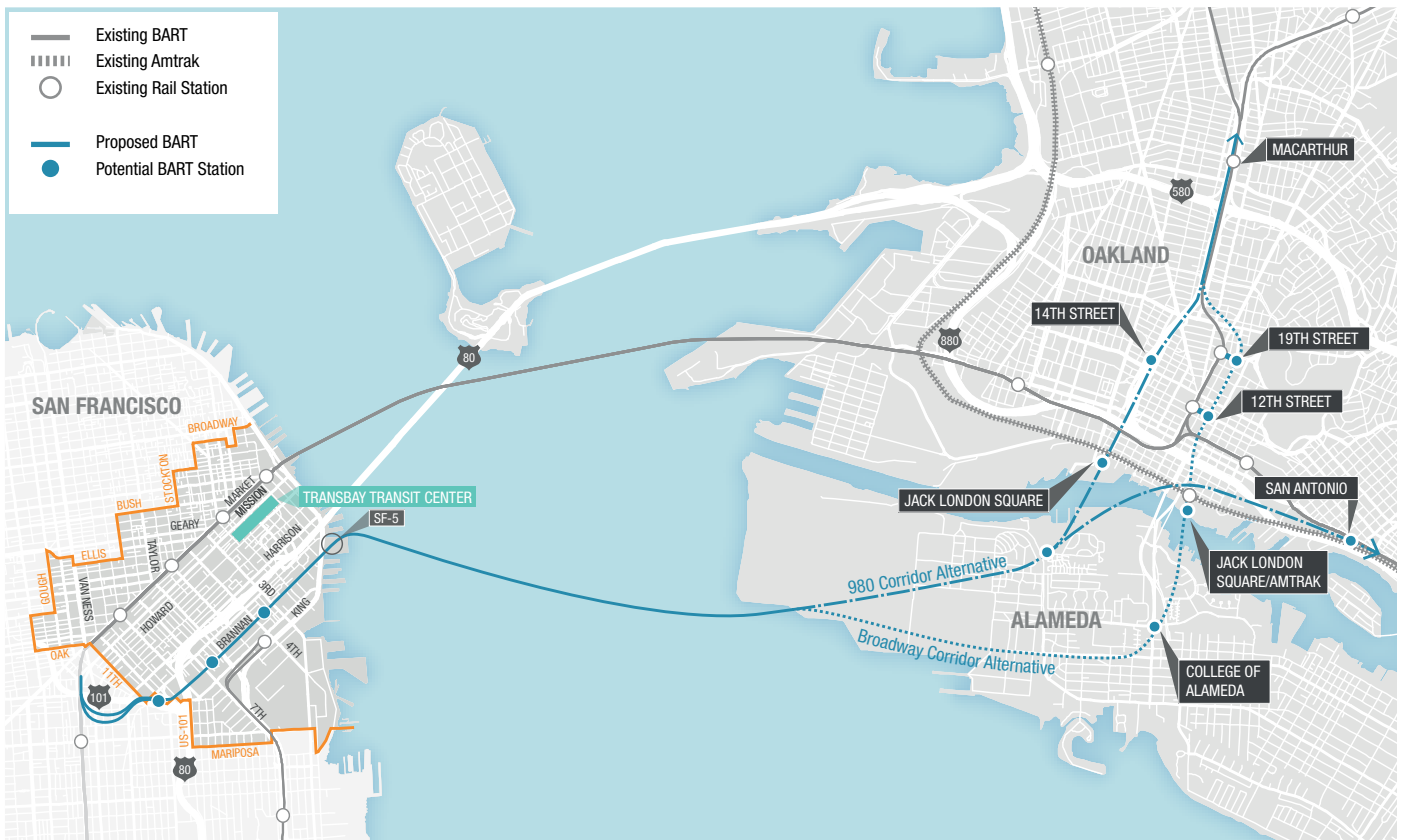 Existing BART
Existing Amtrak
Existing Rail Station
Proposed BART
Potential BART Station
MACARTHUR
580
OAKLAND
14TH STREET
880
19TH STREET
80
12TH STREET
SAN FRANCISCO
BROADWAY
STOCKTON
MARKET
MISSION
TRANSBAY TRANSIT CENTER
SF-5
JACK LONDON SQUARE
SAN ANTONIO
BUSH
GEARY
HARRISON
ELLIS
TAYLOR
GOUGH
VAN NESS
HOWARD
3RD
KING
BRANNAN
4TH
OAK
11TH
101
7TH
US-101
MARIPOSA
80
980 Corridor Alternative
ALAMEDA
Broadway Corridor Alternative
JACK LONDON
SQUARE/AMTRAK
COLLEGE OF
ALAMEDA